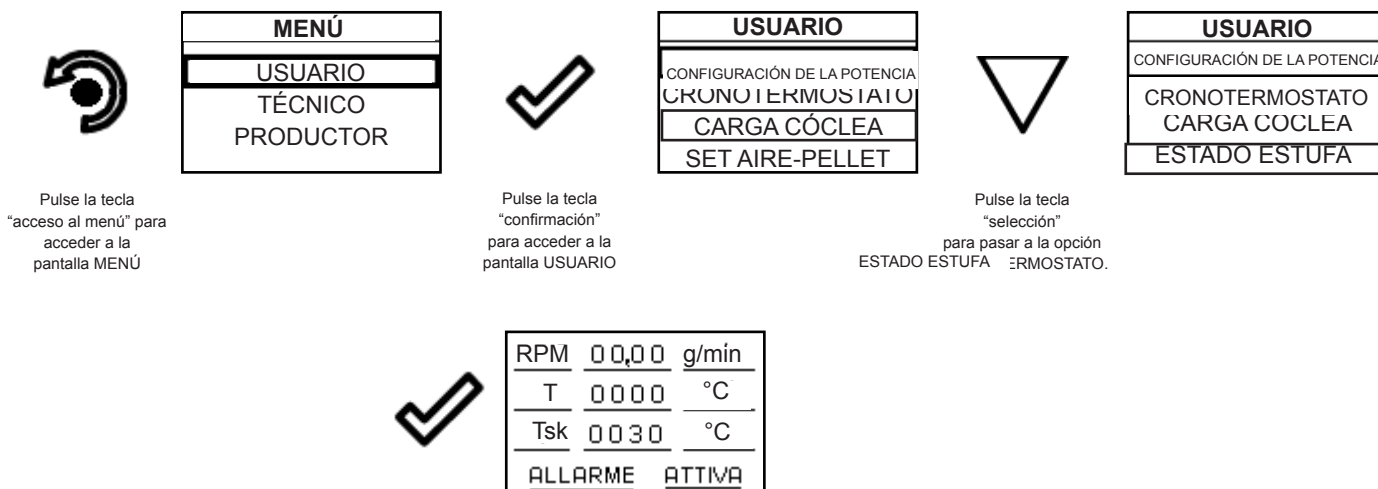 MENÚ
USUARIO
TÉCNICO
PRODUCTOR
Pulse la tecla
“acceso al menú” para
acceder a la
pantalla MENÚ
USUARIO
CONFIGURACIÓN DE LA POTENCIA
CRONOTERMOSTATO
CARGA CÓCLEA
SET AIRE-PELLET
Pulse la tecla
“confirmación”
para acceder a la
pantalla USUARIO
USUARIO
CONFIGURACIÓN DE LA POTENCIA
CRONOTERMOSTATO
CARGA COCLEA
ESTADO ESTUFA
Pulse la tecla
“selección”
para pasar a la opción
ESTADO ESTUFA ERMOSTATO.
RPM 00,00 g/min
T 0000 °C
Tsk 0030 °C
ALLARME ATTIVA